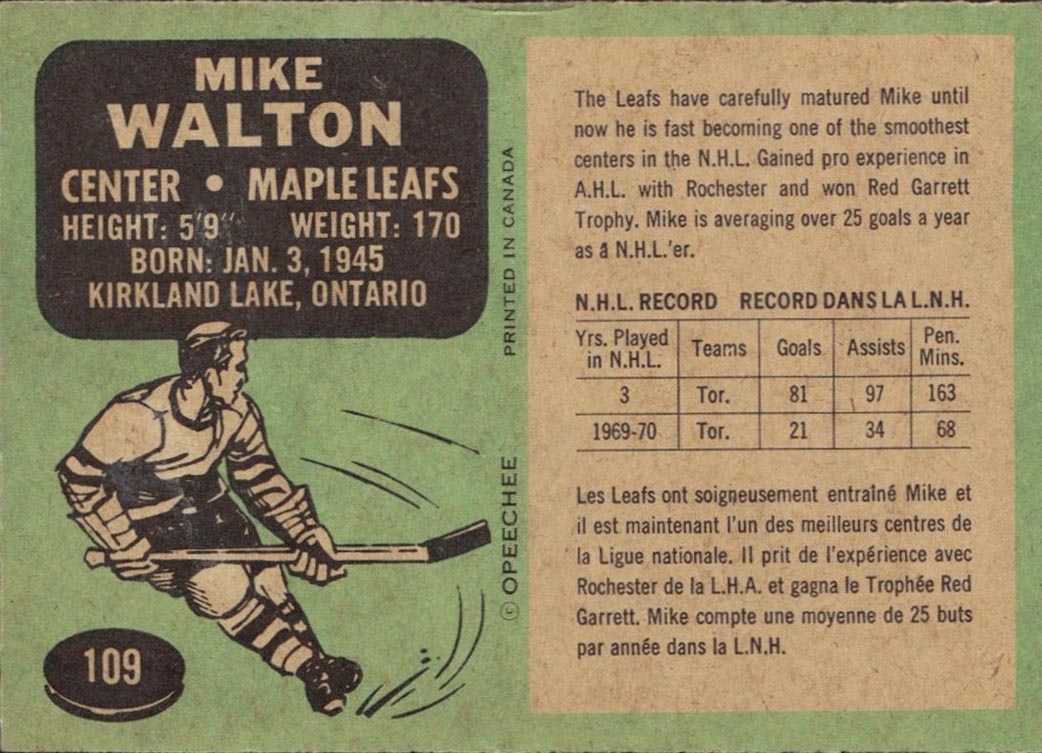 MIKE
WALTON
CENTER • MAPLE LEAFS
HEIGHT: 5'9" WEIGHT: 170
BORN: JAN. 3, 1945
KIRKLAND LAKE, ONTARIO
109
© OPEECHEE PRINTED IN CANADA
The Leafs have carefully matured Mike until
now he is fast becoming one of the smoothest
centers in the N.H.L. Gained pro experience in
A.H.L. with Rochester and won Red Garrett
Trophy. Mike is averaging over 25 goals a year
as a N.H.L.'er.
N.H.L. RECORD RECORD DANS LA L.N.H.
Yrs. Played in N.H.L. Teams Goals Assists Pen. Mins.
3 Tor. 81 97 163
1969-70 Tor. 21 34 68
Les Leafs ont soigneusement entraîné Mike et
il est maintenant l'un des meilleurs centres de
la Ligue nationale. Il prit de l'expérience avec
Rochester de la L.H.A. et gagna le Trophée Red
Garrett. Mike compte une moyenne de 25 buts
par année dans la L.N.H.